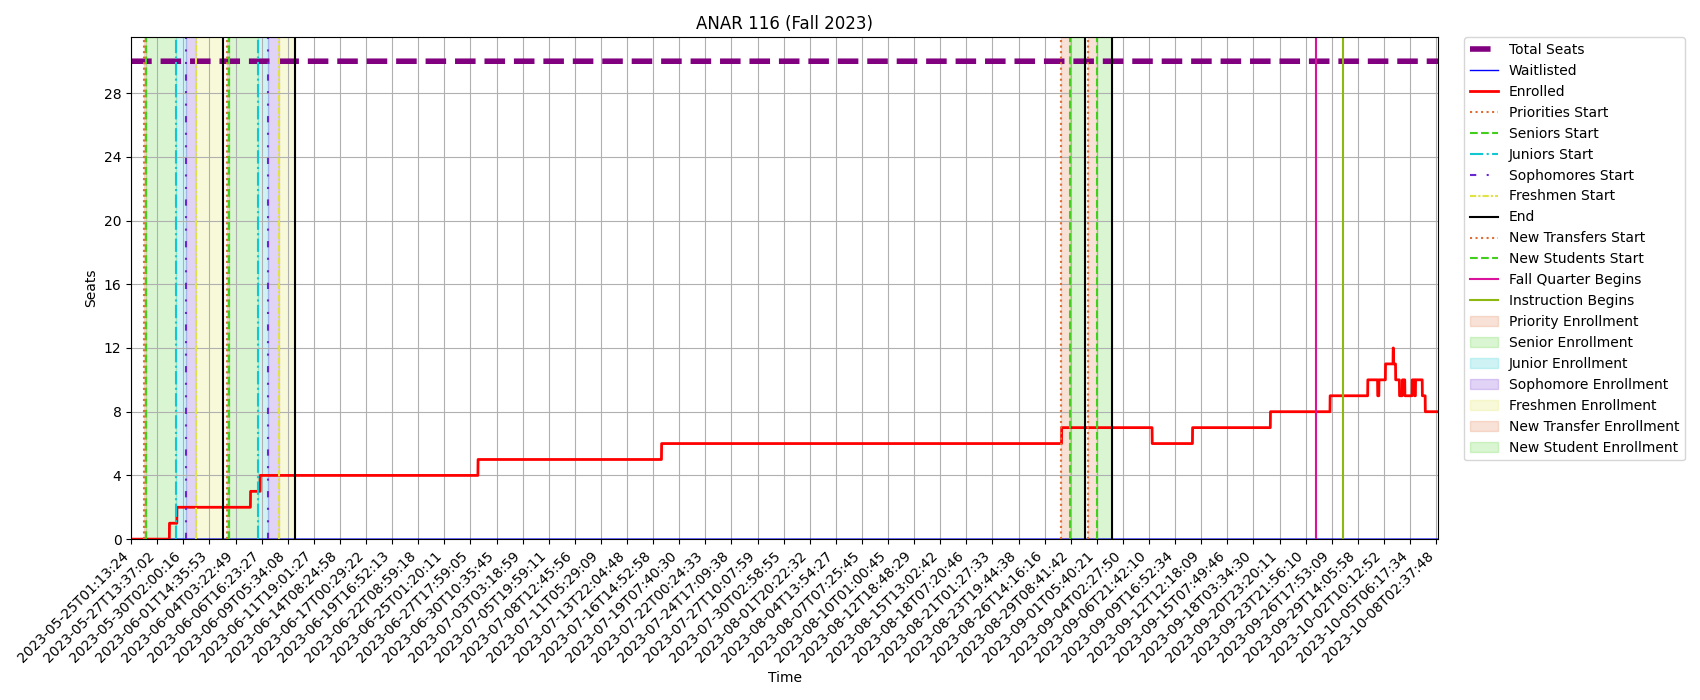 ANAR 116 (Fall 2023)
Seats
28
24
20
16
12
8
4
0
2023-05-25T01:13:24
2023-05-27T13:37:02
2023-05-30T02:00:16
2023-06-01T14:35:53
2023-06-04T03:22:49
2023-06-06T16:23:27
2023-06-09T05:34:08
2023-06-11T19:01:27
2023-06-14T08:24:58
2023-06-17T00:29:22
2023-06-19T16:52:13
2023-06-22T08:59:18
2023-06-25T01:20:11
2023-06-27T17:59:05
2023-06-30T10:35:45
2023-07-03T03:18:59
2023-07-05T19:59:11
2023-07-08T12:45:56
2023-07-11T05:29:09
2023-07-13T22:04:48
2023-07-16T14:52:58
2023-07-19T07:40:30
2023-07-22T00:24:33
2023-07-24T17:09:38
2023-07-27T10:07:59
2023-07-30T02:58:55
2023-08-01T20:22:32
2023-08-04T13:54:27
2023-08-07T07:25:45
2023-08-10T01:00:45
2023-08-12T18:48:29
2023-08-15T13:02:42
2023-08-18T07:20:46
2023-08-21T01:27:33
2023-08-23T19:44:38
2023-08-26T14:16:16
2023-08-29T08:41:42
2023-09-01T05:40:21
2023-09-04T02:27:50
2023-09-06T21:42:10
2023-09-09T16:52:34
2023-09-12T12:18:09
2023-09-15T07:49:46
2023-09-18T03:34:30
2023-09-20T23:20:11
2023-09-23T21:56:10
2023-09-26T17:53:09
2023-09-29T14:05:58
2023-10-02T10:12:52
2023-10-05T06:17:34
2023-10-08T02:37:48
Time
Total Seats
Waitlisted
Enrolled
Priorities Start
Seniors Start
Juniors Start
Sophomores Start
Freshmen Start
End
New Transfers Start
New Students Start
Fall Quarter Begins
Instruction Begins
Priority Enrollment
Senior Enrollment
Junior Enrollment
Sophomore Enrollment
Freshmen Enrollment
New Transfer Enrollment
New Student Enrollment